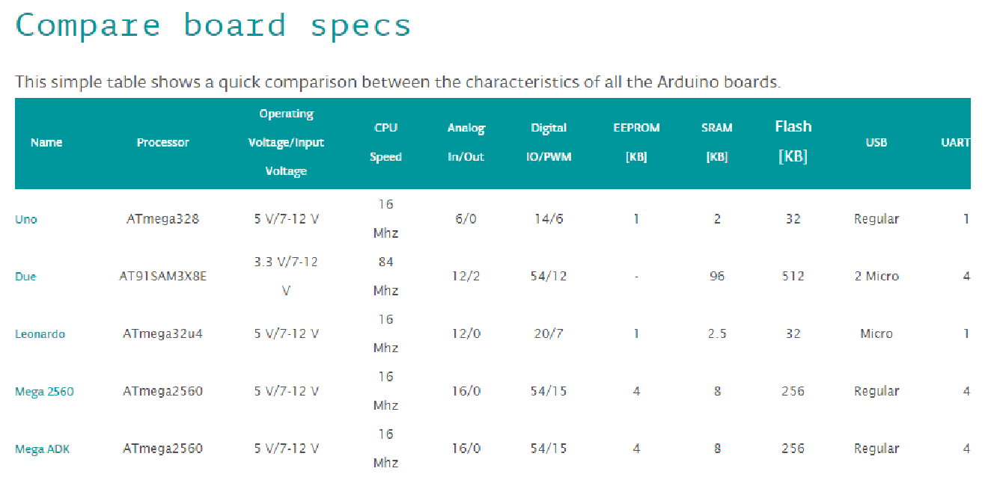 Compare board specs
This simple table shows a quick comparison between the characteristics of all the Arduino boards.
Name Processor Operating Voltage/Input Voltage CPU Speed Analog In/Out Digital IO/PWM EEPROM [KB] SRAM [KB] Flash [KB] USB UART
Uno ATmega328 5 V/7-12 V 16 Mhz 6/0 14/6 1 2 32 Regular 1
Due AT91SAM3X8E 3.3 V/7-12 V 84 Mhz 12/2 54/12 - 96 512 2 Micro 4
Leonardo ATmega32u4 5 V/7-12 V 16 Mhz 12/0 20/7 1 2.5 32 Micro 1
Mega 2560 ATmega2560 5 V/7-12 V 16 Mhz 16/0 54/15 4 8 256 Regular 4
Mega ADK ATmega2560 5 V/7-12 V 16 Mhz 16/0 54/15 4 8 256 Regular 4